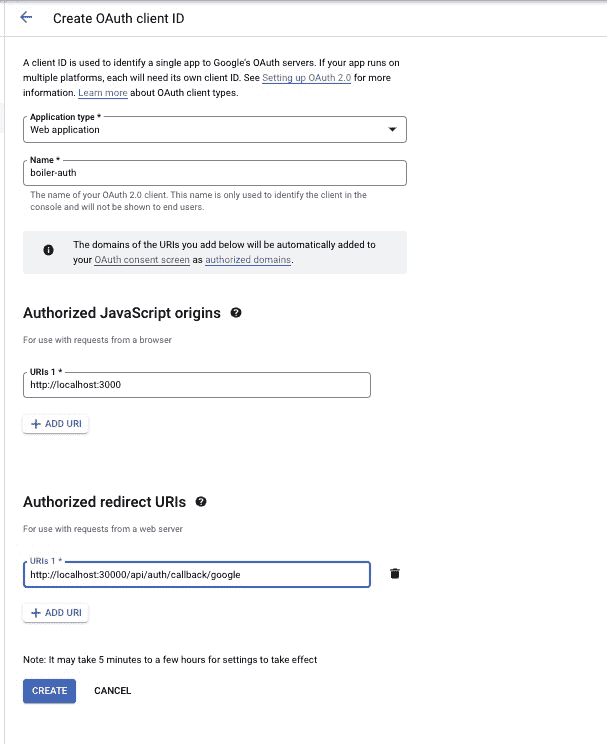 Create OAuth client ID
A client ID is used to identify a single app to Google's OAuth servers. If your app runs on
multiple platforms, each will need its own client ID. See Setting up OAuth 2.0 for more
information. Learn more about OAuth client types.
Application type *
Web application
Name *
boiler-auth
The name of your OAuth 2.0 client. This name is only used to identify the client in the
console and will not be shown to end users.
The domains of the URIs you add below will be automatically added to
your OAuth consent screen as authorized domains.
Authorized JavaScript origins
For use with requests from a browser
URIs 1 *
http://localhost:3000
ADD URI
Authorized redirect URIs
For use with requests from a web server
URIs 1 *
http://localhost:30000/api/auth/callback/google
ADD URI
Note: It may take 5 minutes to a few hours for settings to take effect
CREATE CANCEL